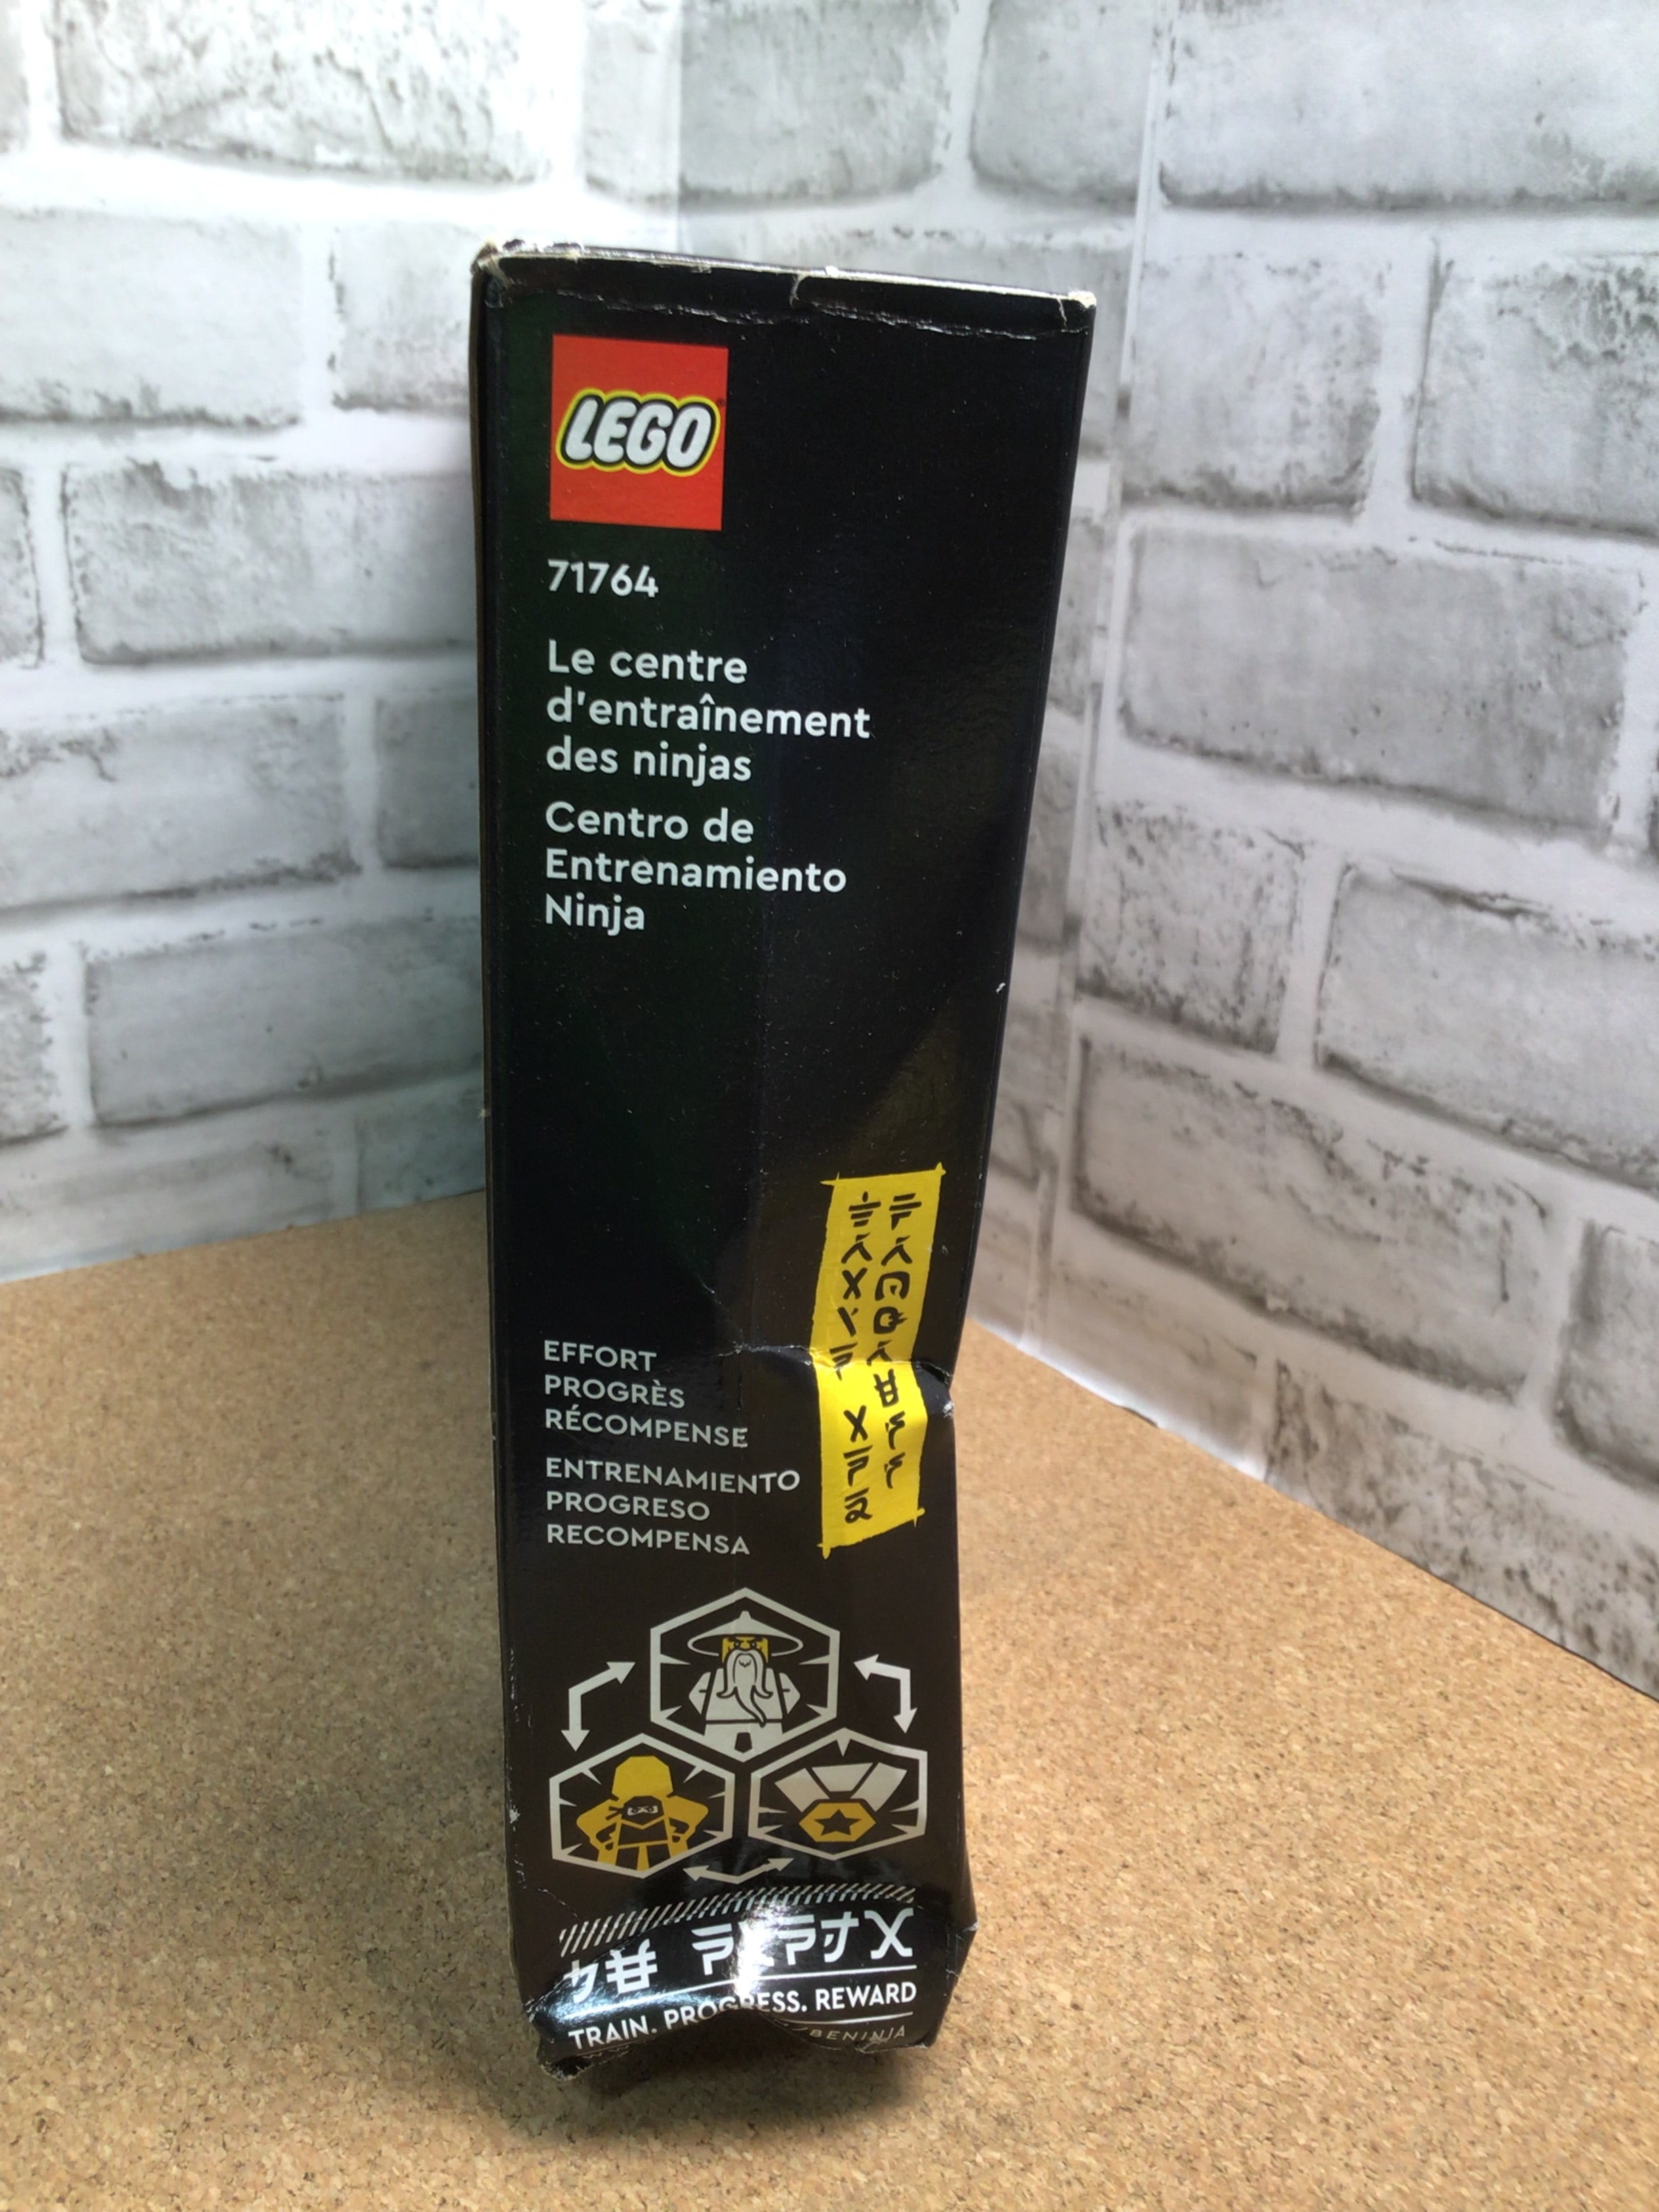 LEGO
71764
Le centre
d'entraînement
des ninjas
Centro de
Entrenamiento
Ninja
EFFORT
PROGRÈS
RÉCOMPENSE
ENTRENAMIENTO
PROGRESO
RECOMPENSA
TRAIN. PROGRESS. REWARD
/BENINJA